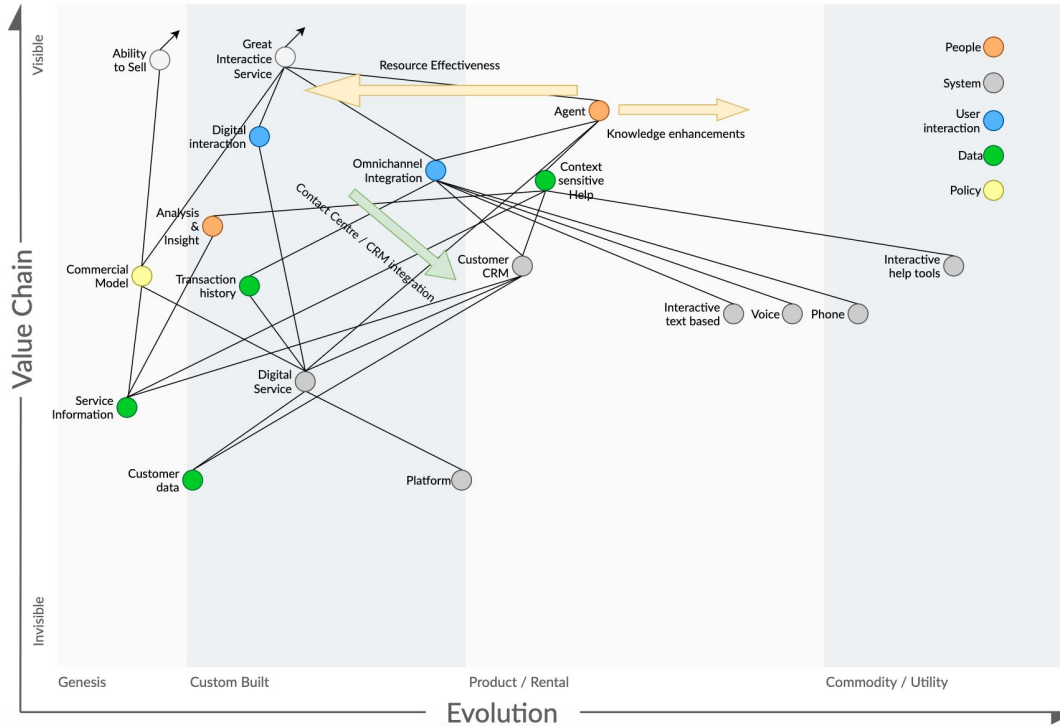 Visible
Value Chain
Invisible
Ability
to Sell
Great
Interactice
Service
Resource Effectiveness
Agent
Knowledge enhancements
Digital
interaction
Omnichannel
Integration
Context
sensitive
Help
Contact Centre / CRM integration
Analysis
&
Insight
Commercial
Model
Transaction
history
Customer
CRM
Interactive
help tools
Interactive
text based
Voice
Phone
Digital
Service
Service
Information
Customer
data
Platform
People
System
User
interaction
Data
Policy
Genesis
Custom Built
Product / Rental
Commodity / Utility
Evolution